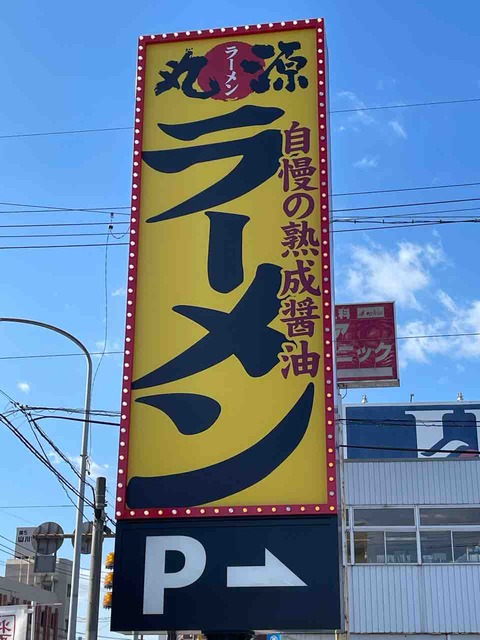 丸源
ラーメン
ラーメン
自慢の熟成醤油
P→
ア
ニック